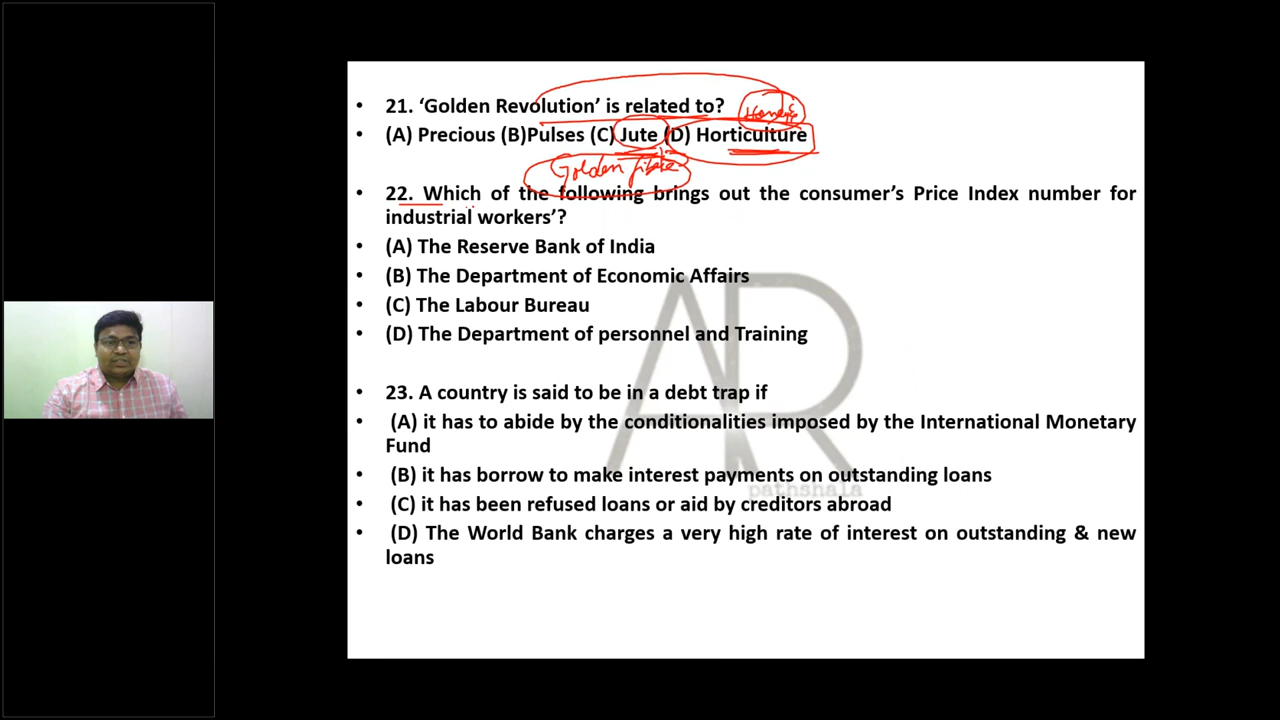 • 21. ‘Golden Revolution’ is related to? Honey
• (A) Precious (B)Pulses (C) Jute (D) Horticulture
Golden fibre
• 22. Which of the following brings out the consumer’s Price Index number for
industrial workers’?
• (A) The Reserve Bank of India
• (B) The Department of Economic Affairs
• (C) The Labour Bureau
• (D) The Department of personnel and Training
• 23. A country is said to be in a debt trap if
• (A) it has to abide by the conditionalities imposed by the International Monetary
Fund
• (B) it has borrow to make interest payments on outstanding loans
• (C) it has been refused loans or aid by creditors abroad
• (D) The World Bank charges a very high rate of interest on outstanding & new
loans
AR
pathshala